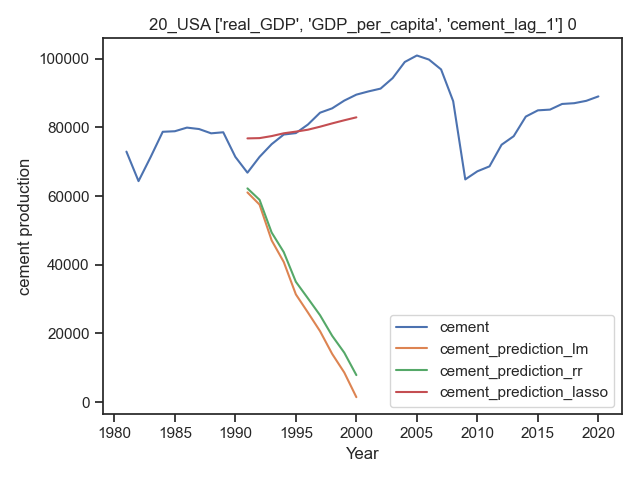 20_USA ['real_GDP', 'GDP_per_capita', 'cement_lag_1'] 0
100000
80000
60000
40000
20000
0
cement production
1980 1985 1990 1995 2000 2005 2010 2015 2020
Year
cement
cement_prediction_lm
cement_prediction_rr
cement_prediction_lasso